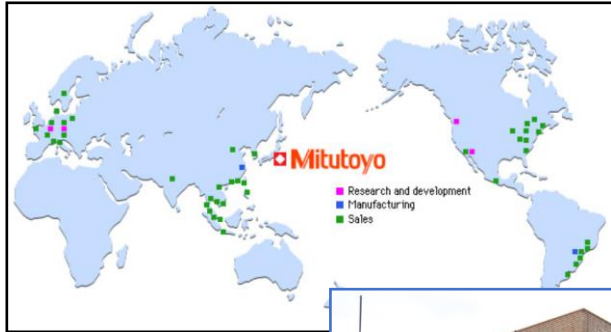 Mitutoyo
Research and development
Manufacturing
Sales